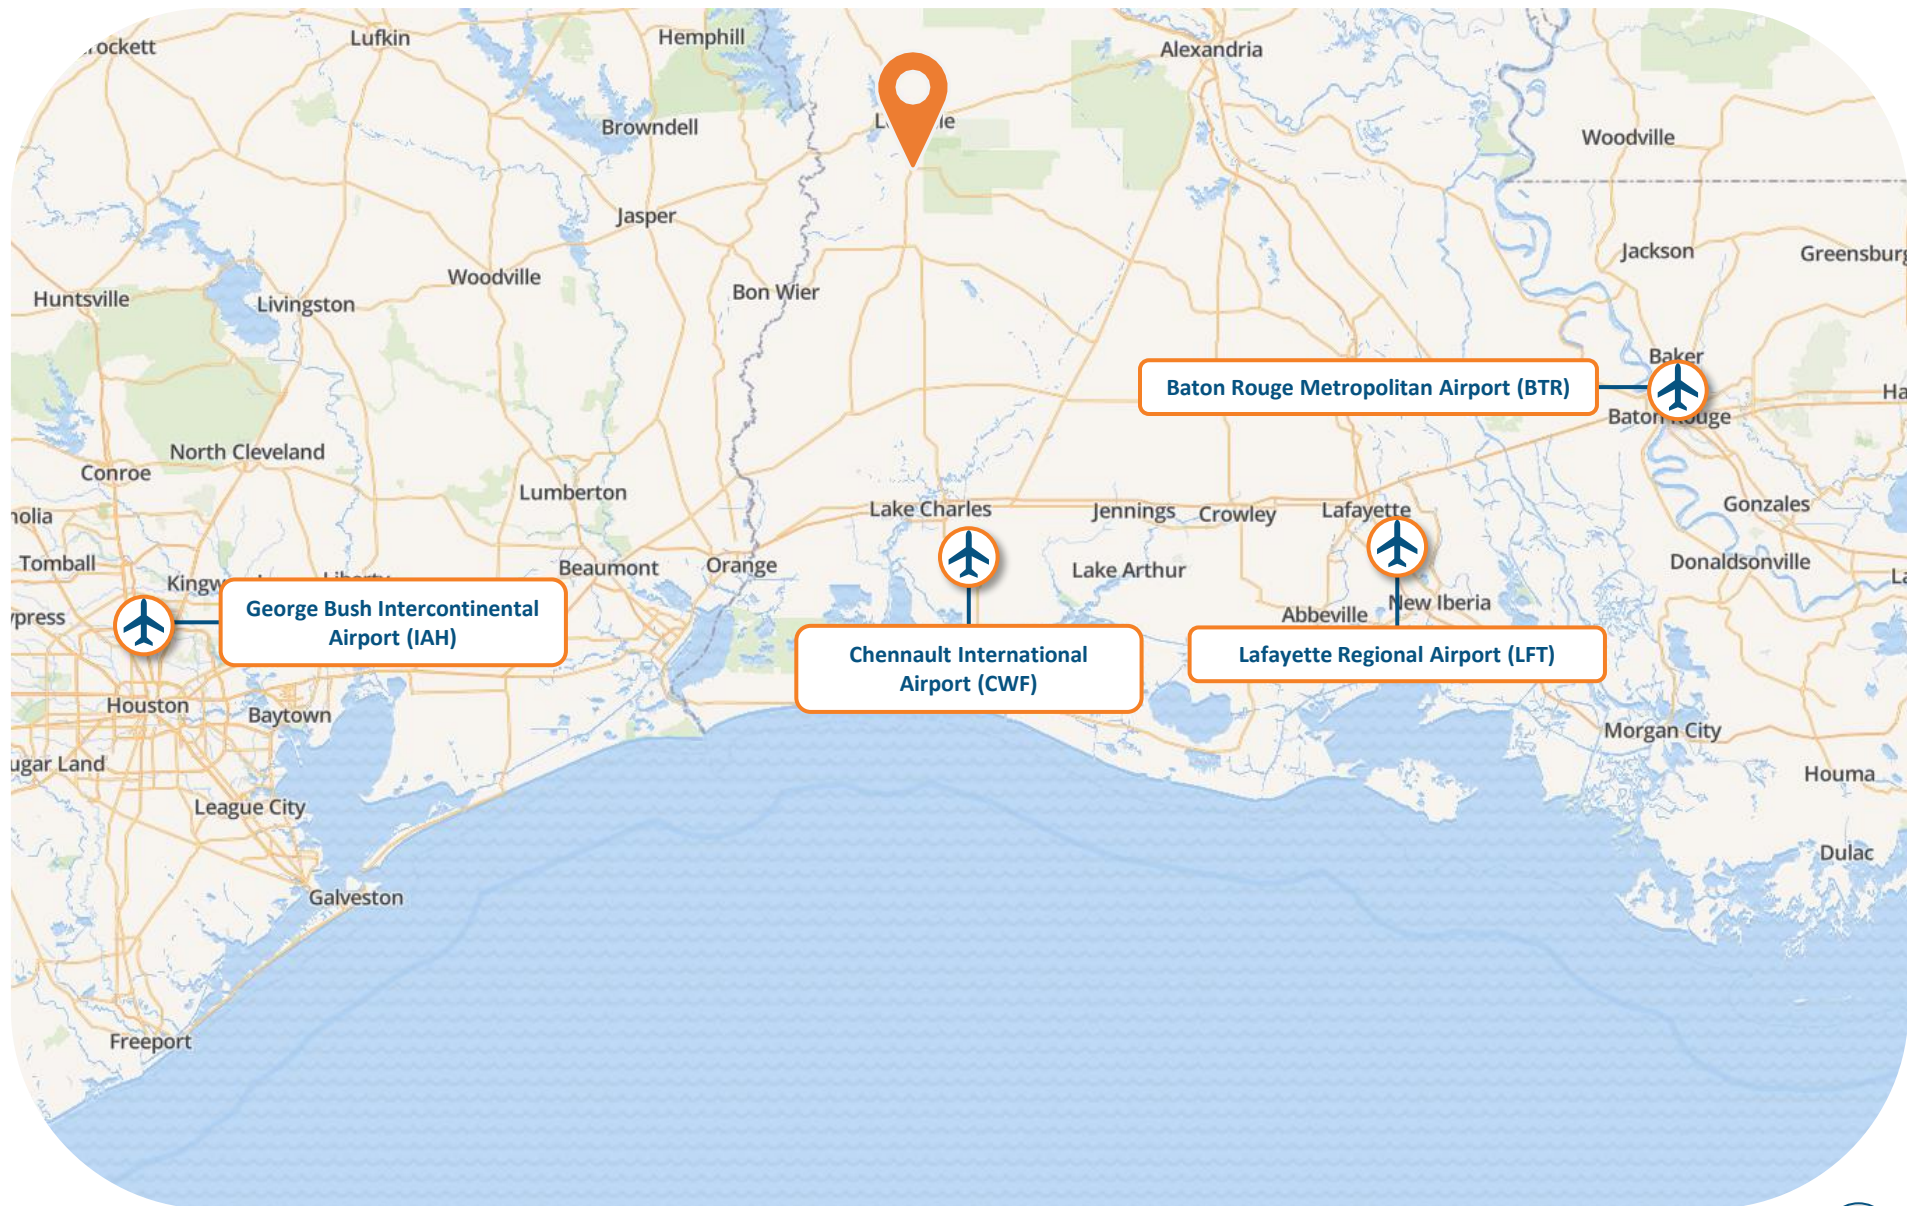 Lufkin
Hemphill
Alexandria
Browndell
Woodville
Jasper
Jackson
Woodville
Bon Wier
Huntsville
Livingston
Baker
Baton Rouge Metropolitan Airport (BTR)
North Cleveland
Conroe
Lumberton
Lake Charles
Jennings
Crowley
Lafayette
Gonzales
Tomball
Beaumont
Orange
Lake Arthur
Donaldsonville
George Bush Intercontinental
Airport (IAH)
Abbeville
New Iberia
Chennault International
Airport (CWF)
Lafayette Regional Airport (LFT)
Houston
Baytown
Morgan City
Houma
League City
Dulac
Galveston
Freeport